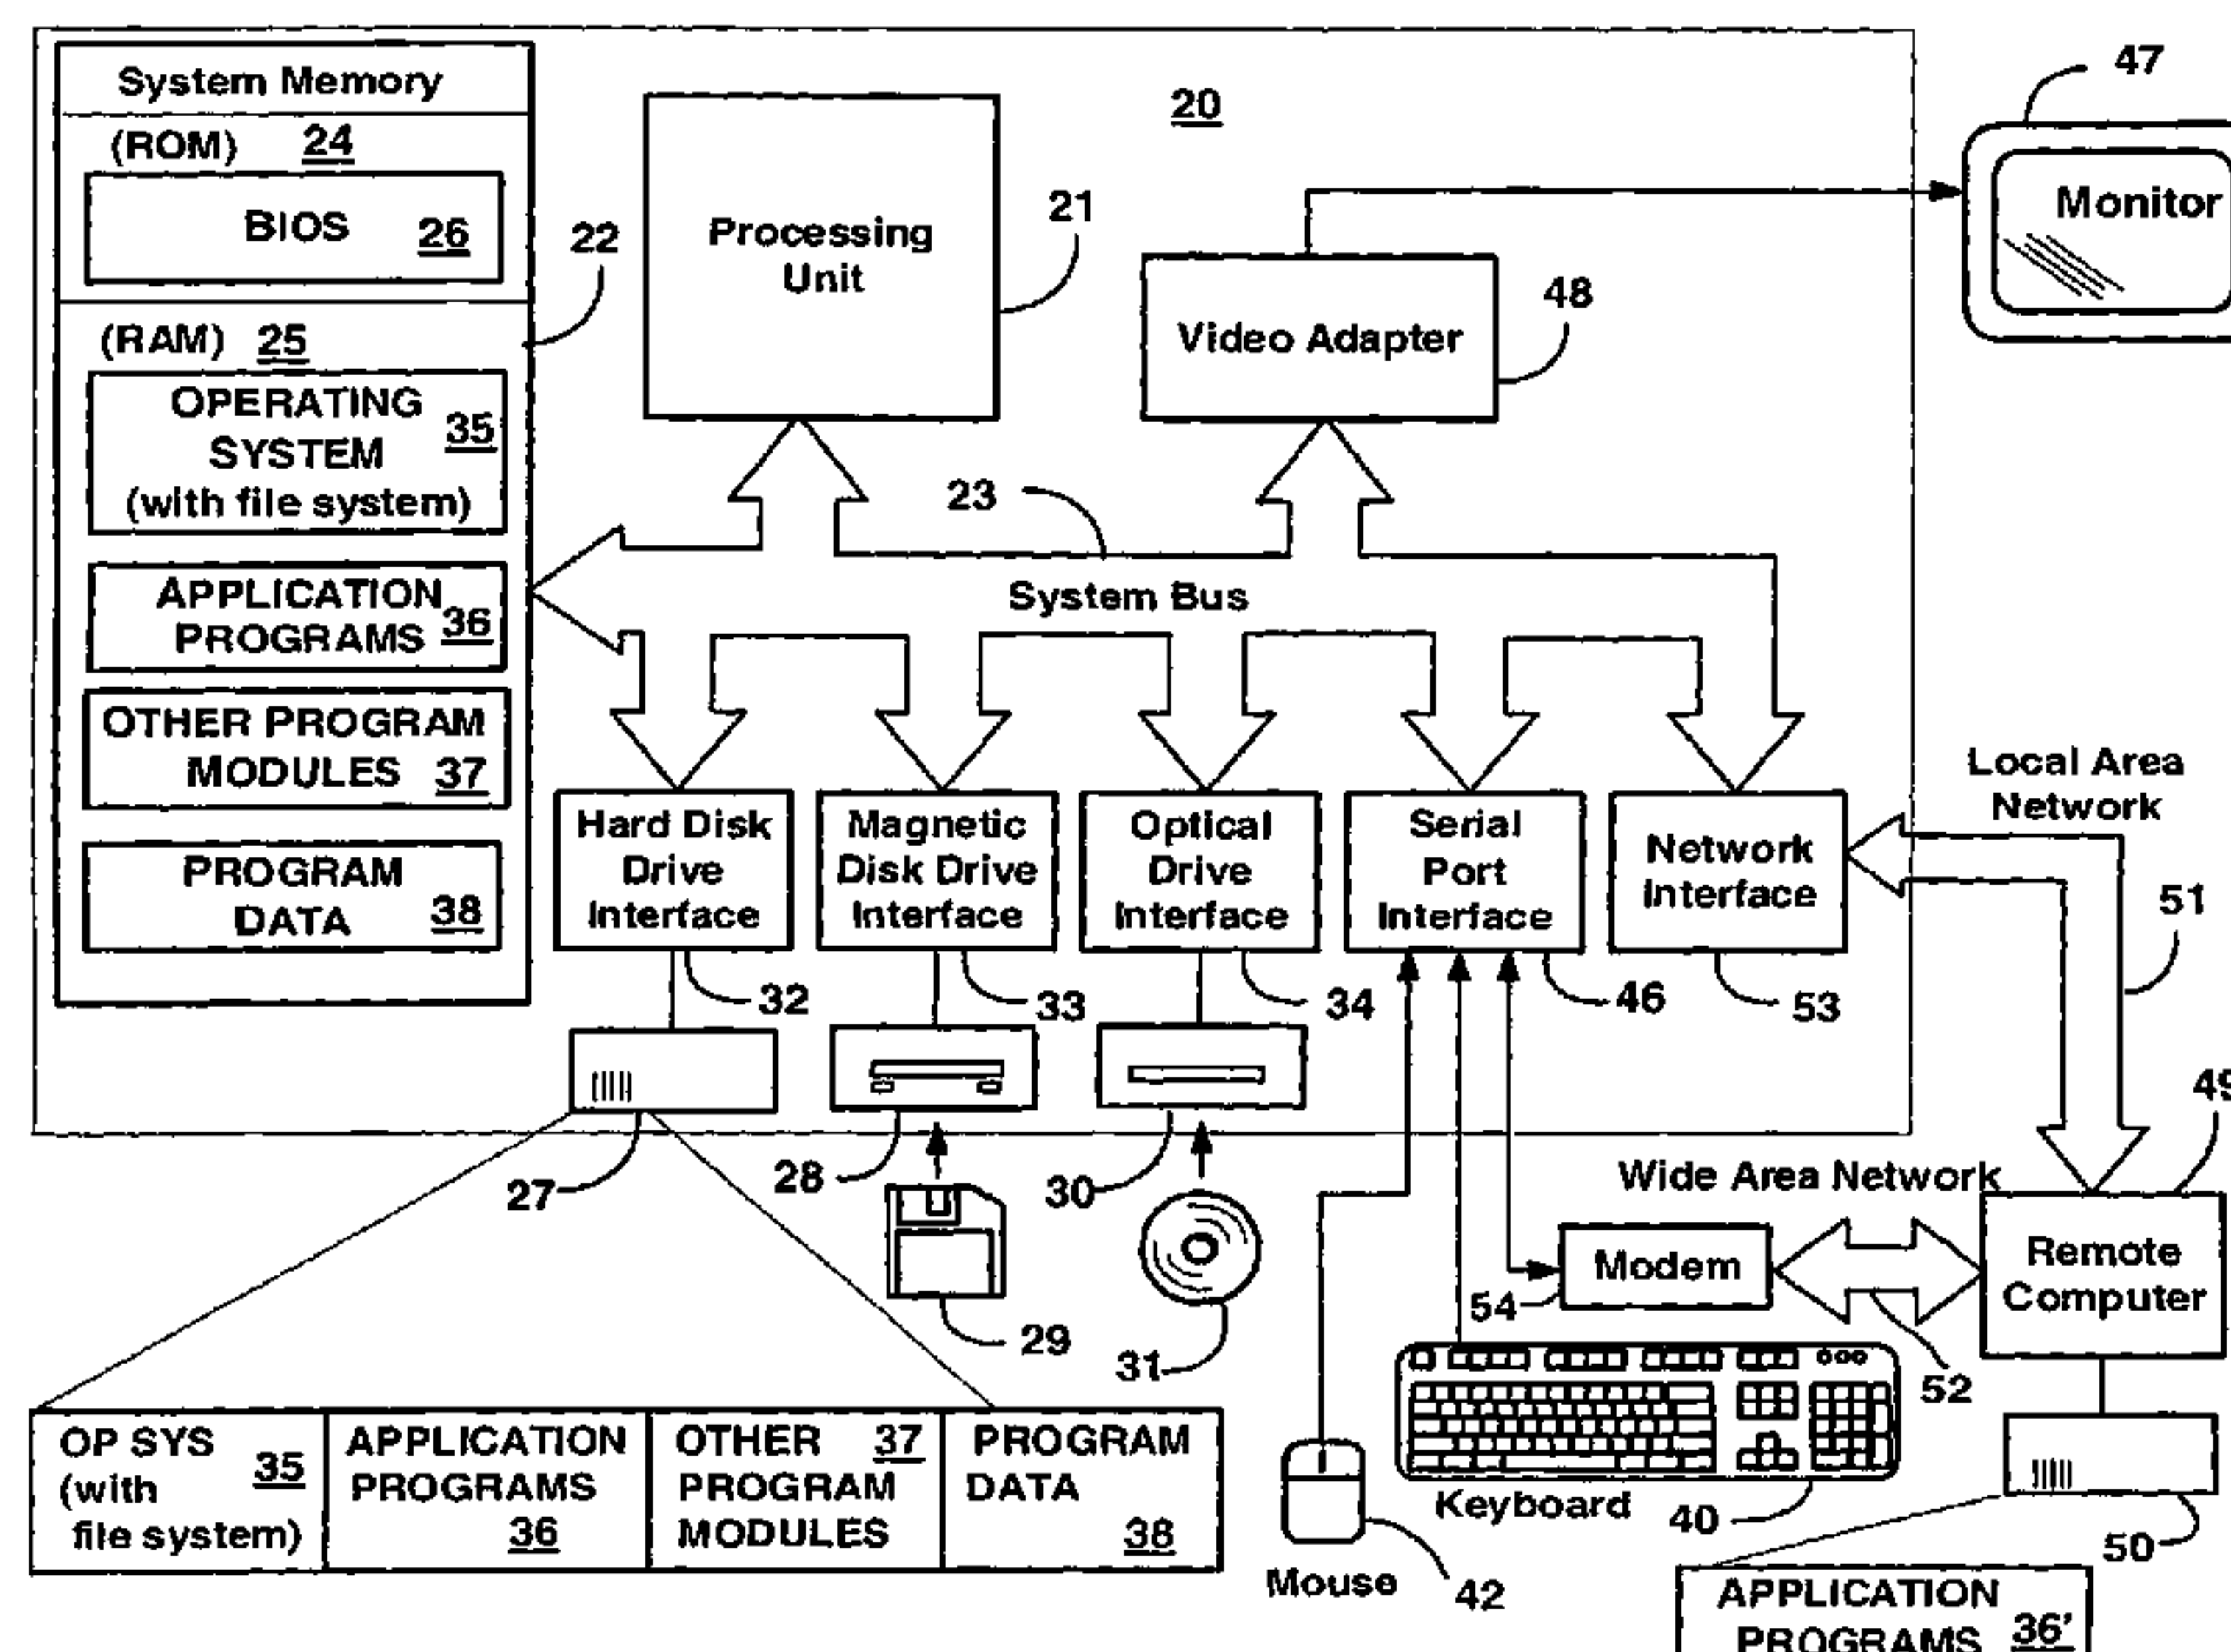 System Memory
(ROM) 24
BIOS 26
22
(RAM) 25
OPERATING
SYSTEM 35
(with file system)
APPLICATION
PROGRAMS 36
OTHER PROGRAM
MODULES 37
PROGRAM
DATA 38
Processing
Unit
21
20
Video Adapter
48
47
Monitor
23
System Bus
Hard Disk
Drive
Interface
32
Magnetic
Disk Drive
Interface
33
Optical
Drive
Interface
34
Serial
Port
Interface
46
Network
Interface
53
Local Area
Network
51
49
27
28
29
30
31
Wide Area Network
Modem
54
52
Remote
Computer
50
OP SYS 35
(with
file system)
APPLICATION
PROGRAMS
36
OTHER 37
PROGRAM
MODULES
PROGRAM
DATA
38
Mouse
42
Keyboard
40
APPLICATION
PROGRAMS 36'